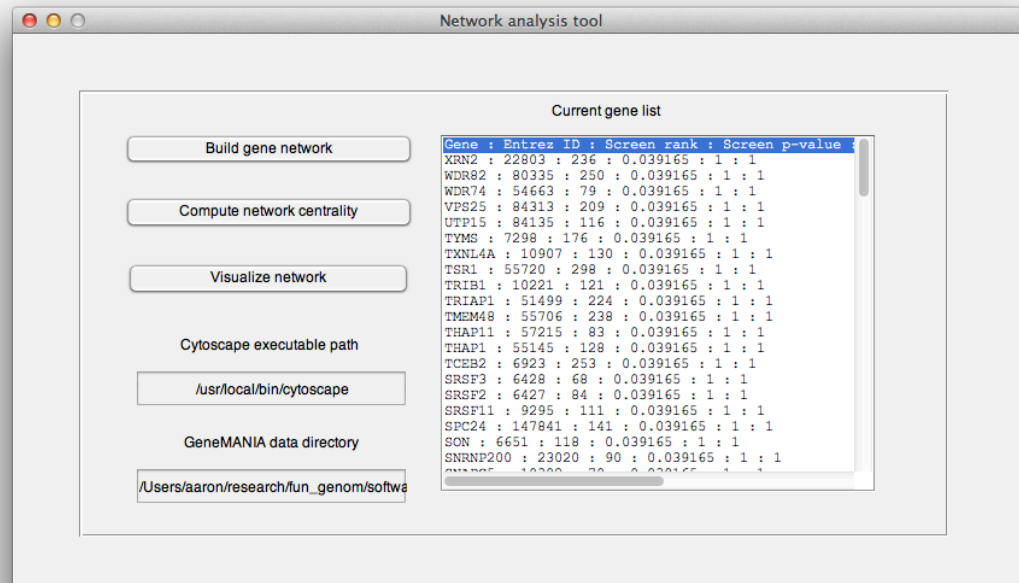 Network analysis tool
Current gene list
Build gene network
Compute network centrality
Visualize network
Cytoscape executable path
/usr/local/bin/cytoscape
GeneMANIA data directory
/Users/aaron/research/fun_genom/softwa
Gene : Entrez ID : Screen rank : Screen p-value :
XRN2 : 22803 : 236 : 0.039165 : 1 : 1
WDR82 : 80335 : 250 : 0.039165 : 1 : 1
WDR74 : 54663 : 79 : 0.039165 : 1 : 1
VPS25 : 84313 : 209 : 0.039165 : 1 : 1
UTP15 : 84135 : 116 : 0.039165 : 1 : 1
TYMS : 7298 : 176 : 0.039165 : 1 : 1
TXNL4A : 10907 : 130 : 0.039165 : 1 : 1
TSR1 : 55720 : 298 : 0.039165 : 1 : 1
TRIB1 : 10221 : 121 : 0.039165 : 1 : 1
TRIAP1 : 51499 : 224 : 0.039165 : 1 : 1
TMEM48 : 55706 : 238 : 0.039165 : 1 : 1
THAP11 : 57215 : 83 : 0.039165 : 1 : 1
THAP1 : 55145 : 128 : 0.039165 : 1 : 1
TCEB2 : 6923 : 253 : 0.039165 : 1 : 1
SRSF3 : 6428 : 68 : 0.039165 : 1 : 1
SRSF2 : 6427 : 84 : 0.039165 : 1 : 1
SRSF11 : 9295 : 111 : 0.039165 : 1 : 1
SPC24 : 147841 : 141 : 0.039165 : 1 : 1
SON : 6651 : 118 : 0.039165 : 1 : 1
SNRNP200 : 23020 : 90 : 0.039165 : 1 : 1